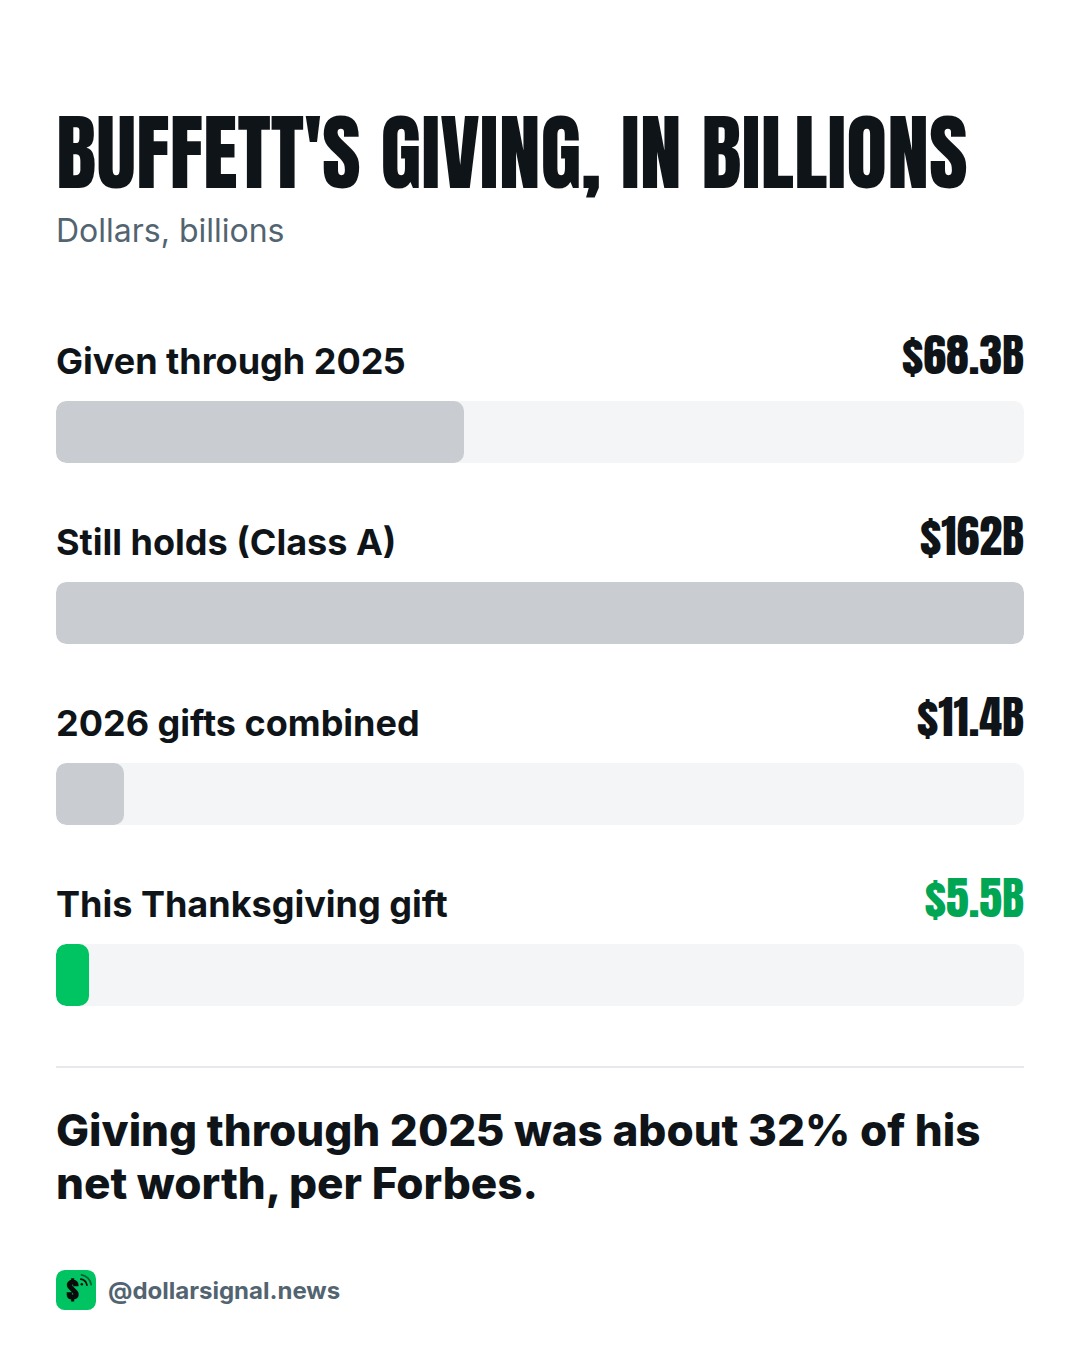 BUFFETT'S GIVING, IN BILLIONS
Dollars, billions
Given through 2025 $68.3B
Still holds (Class A) $162B
2026 gifts combined $11.4B
This Thanksgiving gift $5.5B
Giving through 2025 was about 32% of his
net worth, per Forbes.
$ @dollarsignal.news